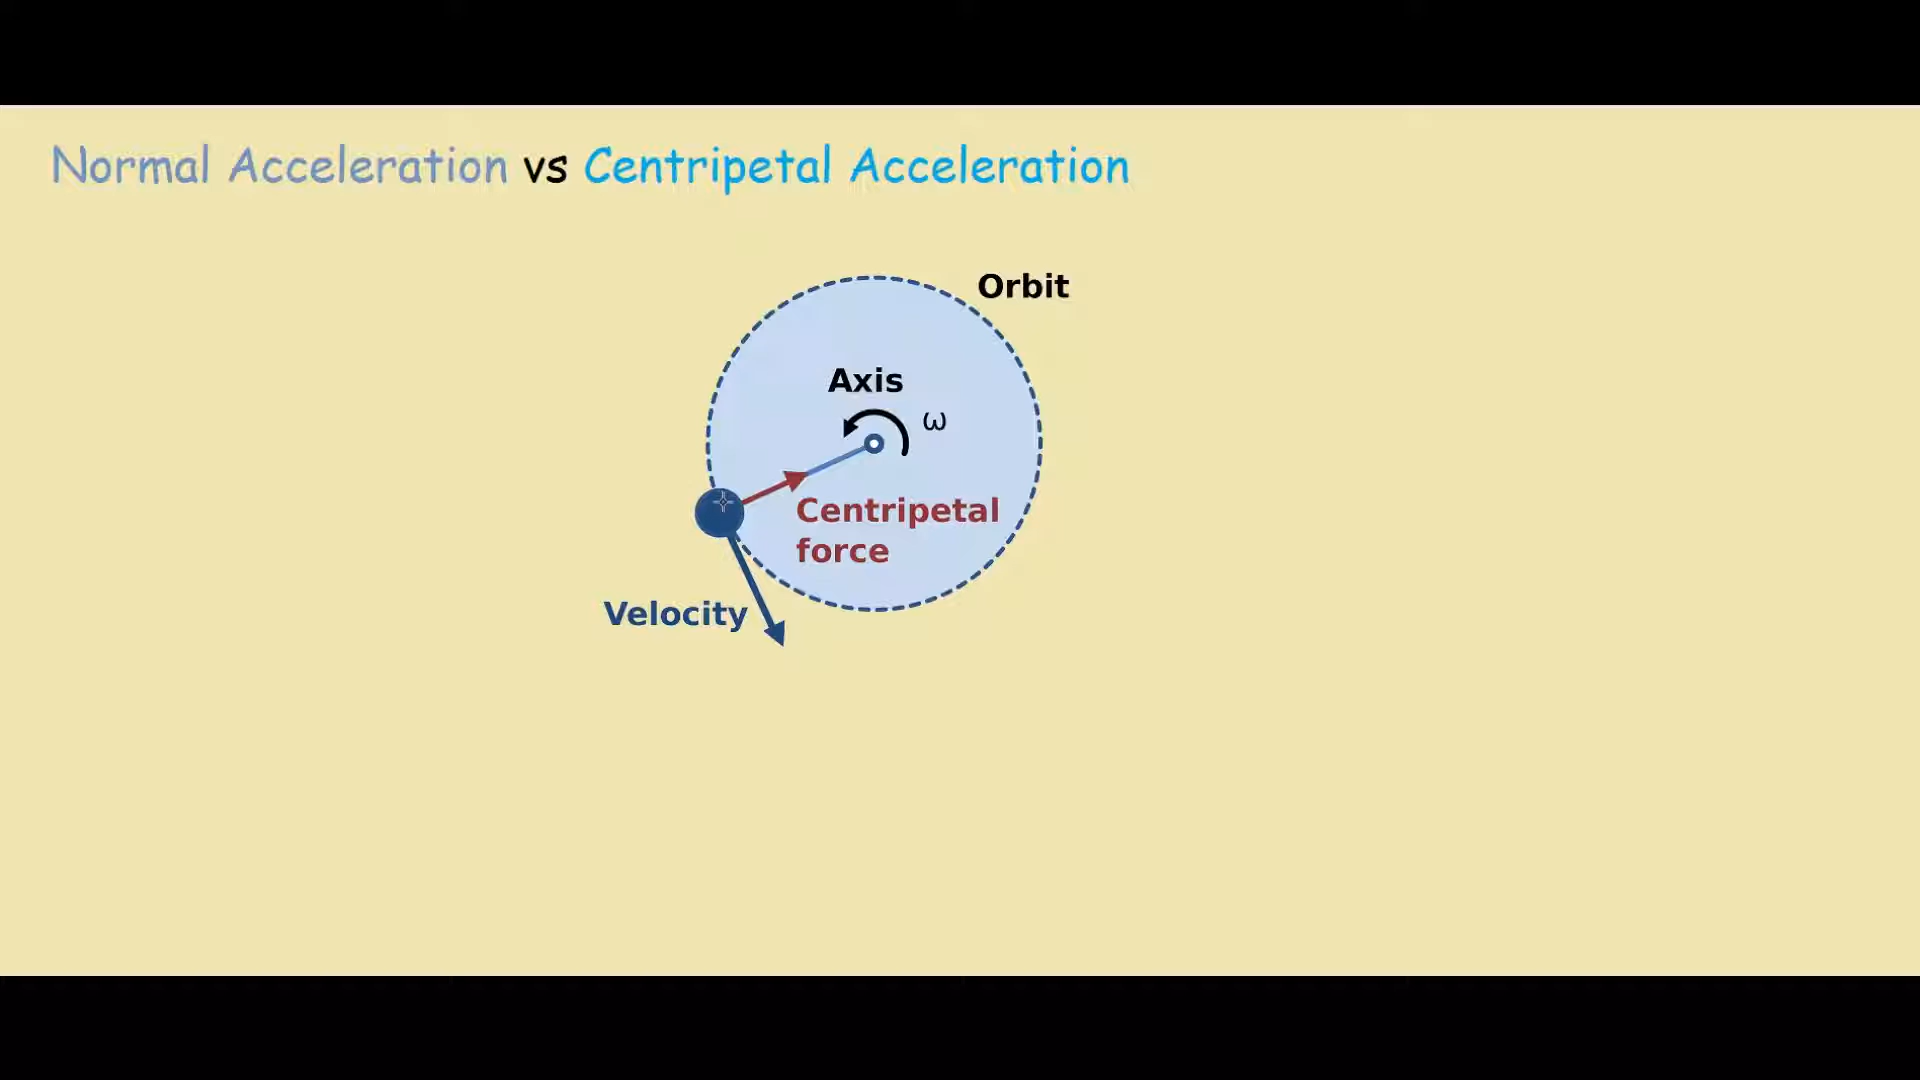 Normal Acceleration vs Centripetal Acceleration
Orbit
Axis
ω
Centripetal
force
Velocity